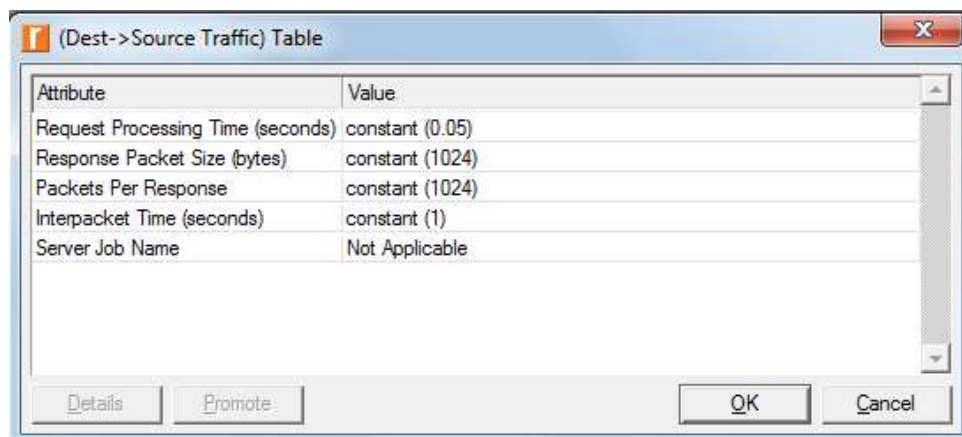 (Dest->Source Traffic) Table
Attribute Value
Request Processing Time (seconds) constant (0.05)
Response Packet Size (bytes) constant (1024)
Packets Per Response constant (1024)
Interpacket Time (seconds) constant (1)
Server Job Name Not Applicable
Details Promote OK Cancel